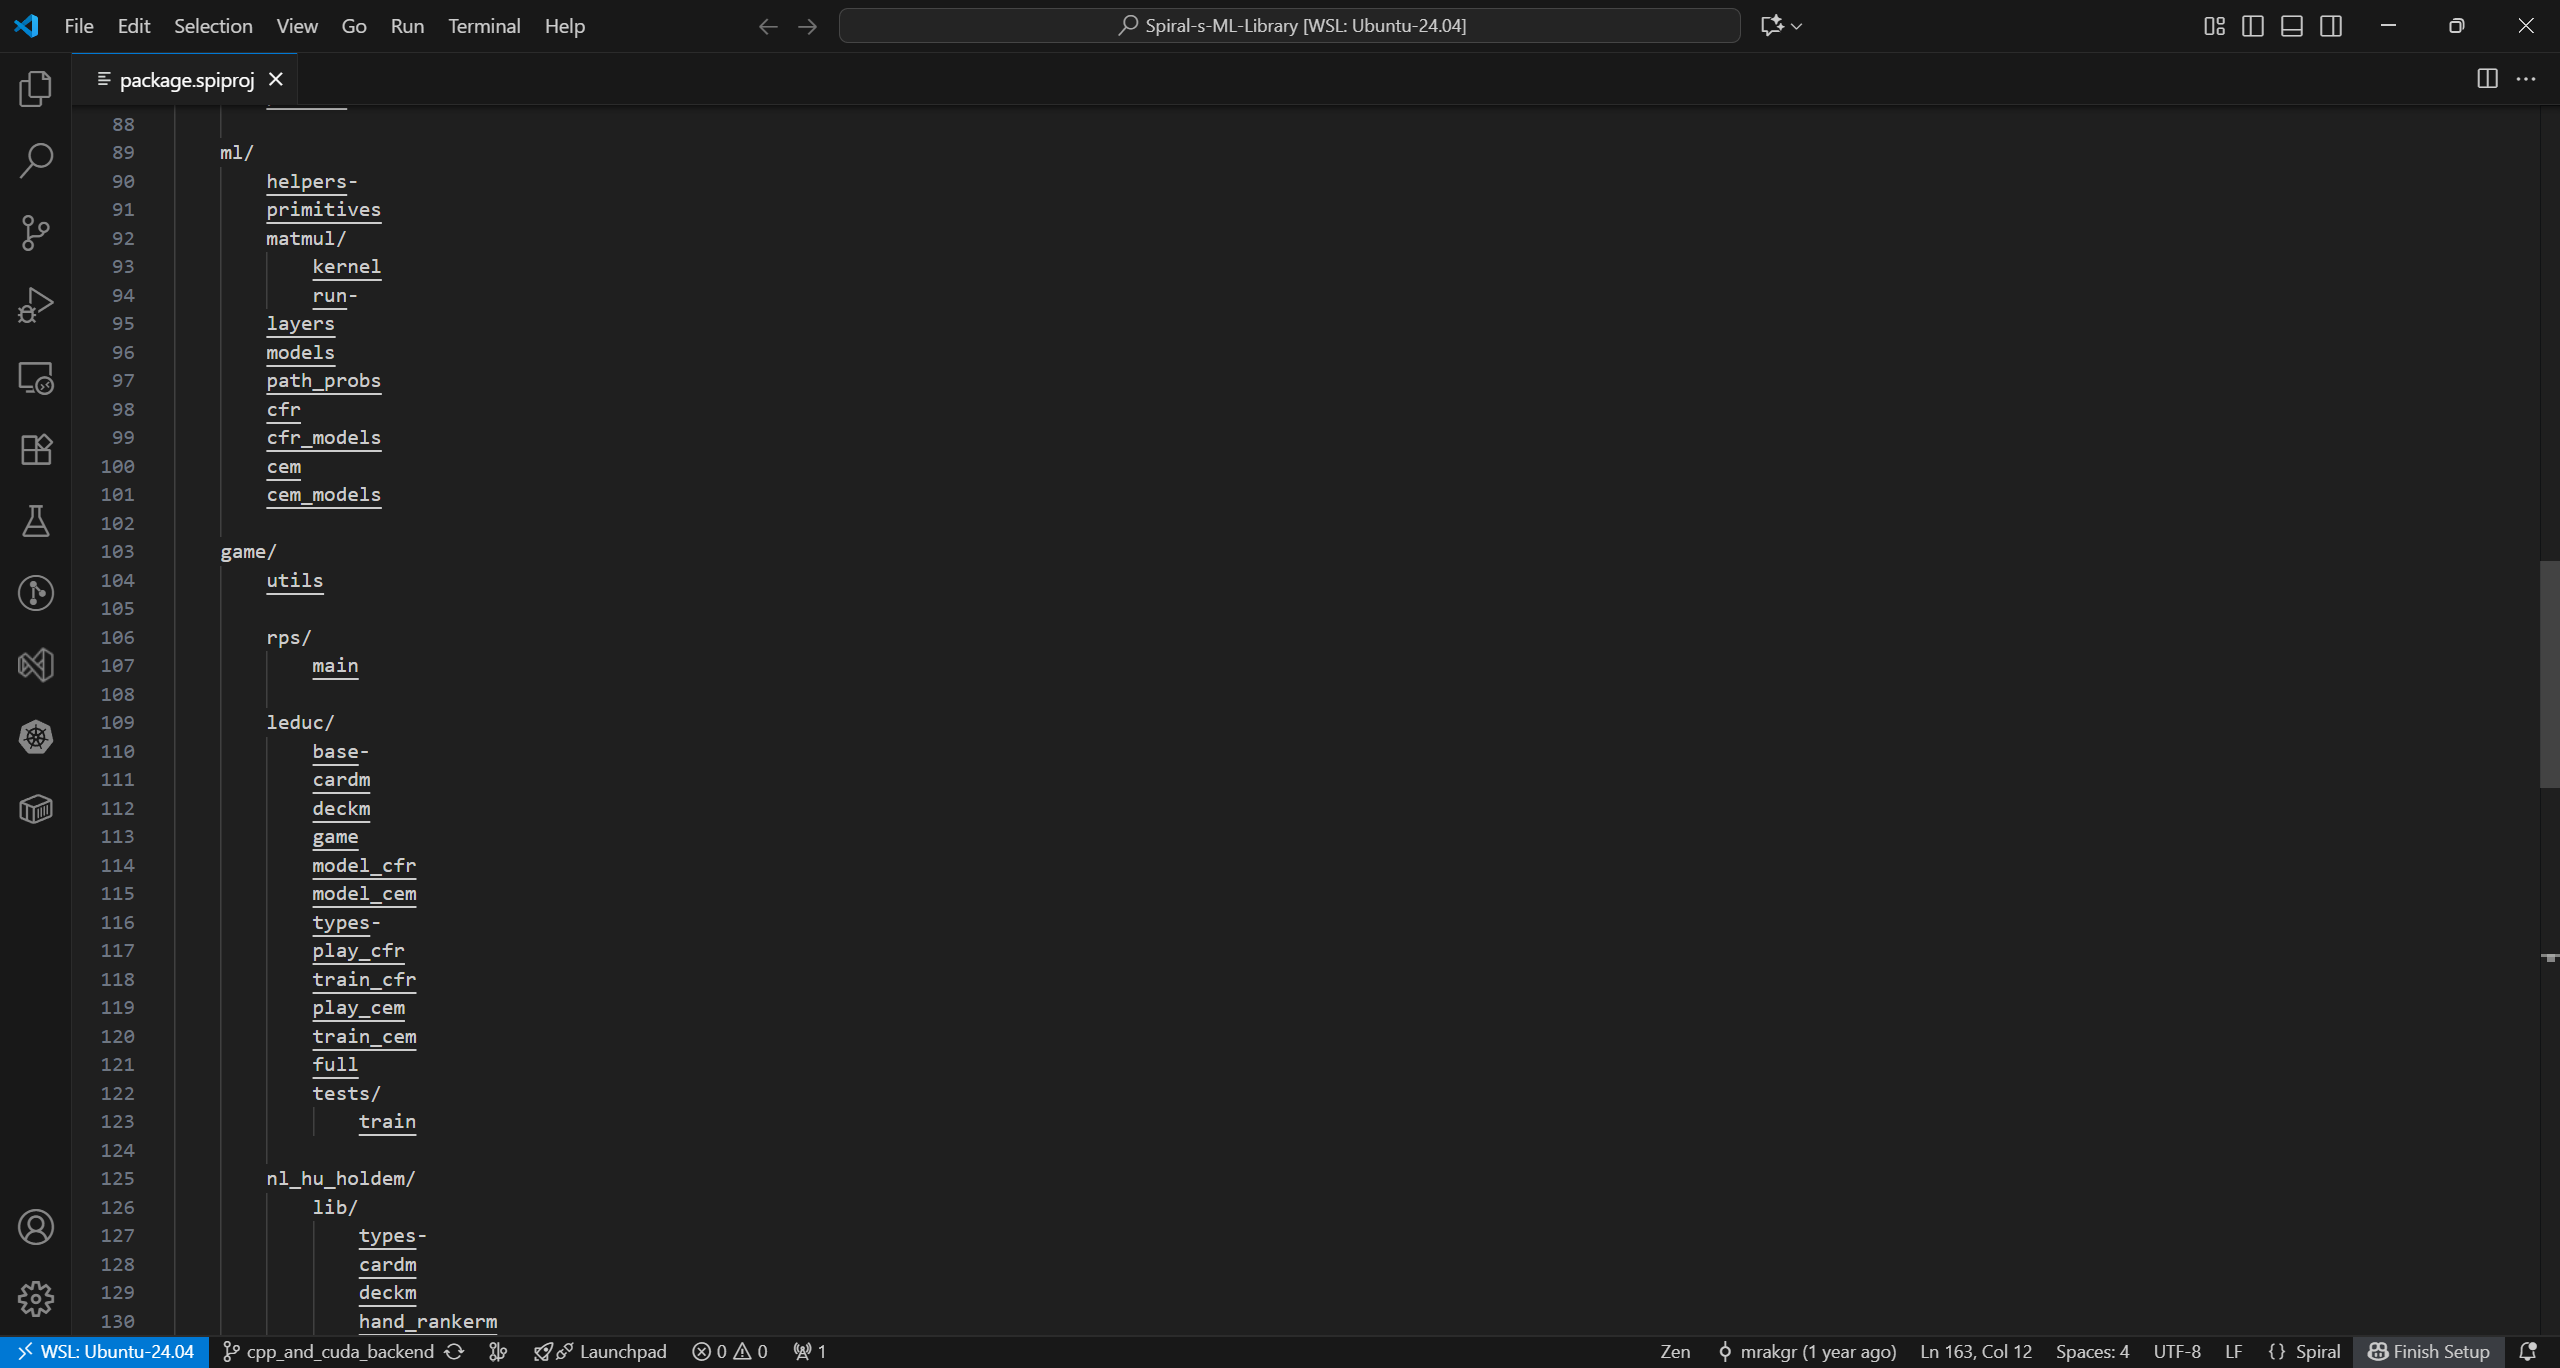 File Edit Selection View Go Run Terminal Help
Spiral-s-ML-Library [WSL: Ubuntu-24.04]
package.spiproj
88
89 ml/
90 helpers-
91 primitives
92 matmul/
93 kernel
94 run-
95 layers
96 models
97 path_probs
98 cfr
99 cfr_models
100 cem
101 cem_models
102
103 game/
104 utils
105
106 rps/
107 main
108
109 leduc/
110 base-
111 cardm
112 deckm
113 game
114 model_cfr
115 model_cem
116 types-
117 play_cfr
118 train_cfr
119 play_cem
120 train_cem
121 full
122 tests/
123 train
124
125 nl_hu_holdem/
126 lib/
127 types-
128 cardm
129 deckm
130 hand_rankerm
WSL: Ubuntu-24.04 cpp_and_cuda_backend Launchpad 0 0 1 Zen mrakgr (1 year ago) Ln 163, Col 12 Spaces: 4 UTF-8 LF {} Spiral Finish Setup